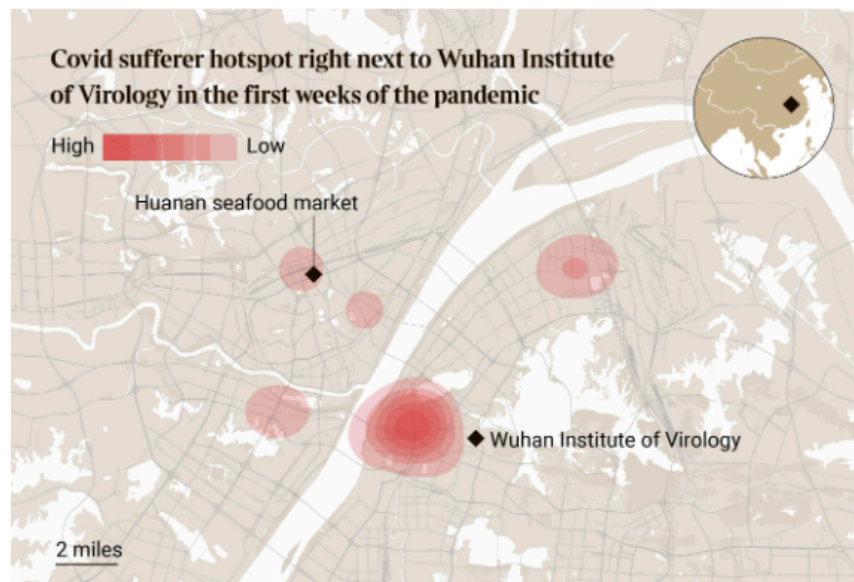 Covid sufferer hotspot right next to Wuhan Institute
of Virology in the first weeks of the pandemic
High Low
Huanan seafood market
Wuhan Institute of Virology
2 miles